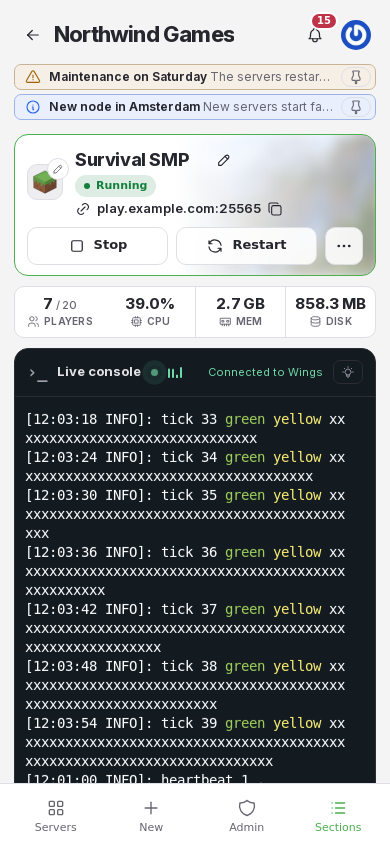 Northwind Games
15
Maintenance on Saturday The servers restar…
New node in Amsterdam New servers start fa…
Survival SMP
Running
play.example.com:25565
Stop
Restart
7 / 20
PLAYERS
39.0%
CPU
2.7 GB
MEM
858.3 MB
DISK
Live console
Connected to Wings
[12:03:18 INFO]: tick 33 green yellow xx
xxxxxxxxxxxxxxxxxxxxxxxxxxxxx
[12:03:24 INFO]: tick 34 green yellow xx
xxxxxxxxxxxxxxxxxxxxxxxxxxxxxxxxxxxx
[12:03:30 INFO]: tick 35 green yellow xx
xxxxxxxxxxxxxxxxxxxxxxxxxxxxxxxxxxxxxxxx
xxx
[12:03:36 INFO]: tick 36 green yellow xx
xxxxxxxxxxxxxxxxxxxxxxxxxxxxxxxxxxxxxxxx
xxxxxxxxxx
[12:03:42 INFO]: tick 37 green yellow xx
xxxxxxxxxxxxxxxxxxxxxxxxxxxxxxxxxxxxxxxx
xxxxxxxxxxxxxxxxx
[12:03:48 INFO]: tick 38 green yellow xx
xxxxxxxxxxxxxxxxxxxxxxxxxxxxxxxxxxxxxxxx
xxxxxxxxxxxxxxxxxxxxxxxx
[12:03:54 INFO]: tick 39 green yellow xx
xxxxxxxxxxxxxxxxxxxxxxxxxxxxxxxxxxxxxxxx
xxxxxxxxxxxxxxxxxxxxxxxxxxxxxxx
[12:01:00 INFO]: heartbeat 1
Servers
New
Admin
Sections